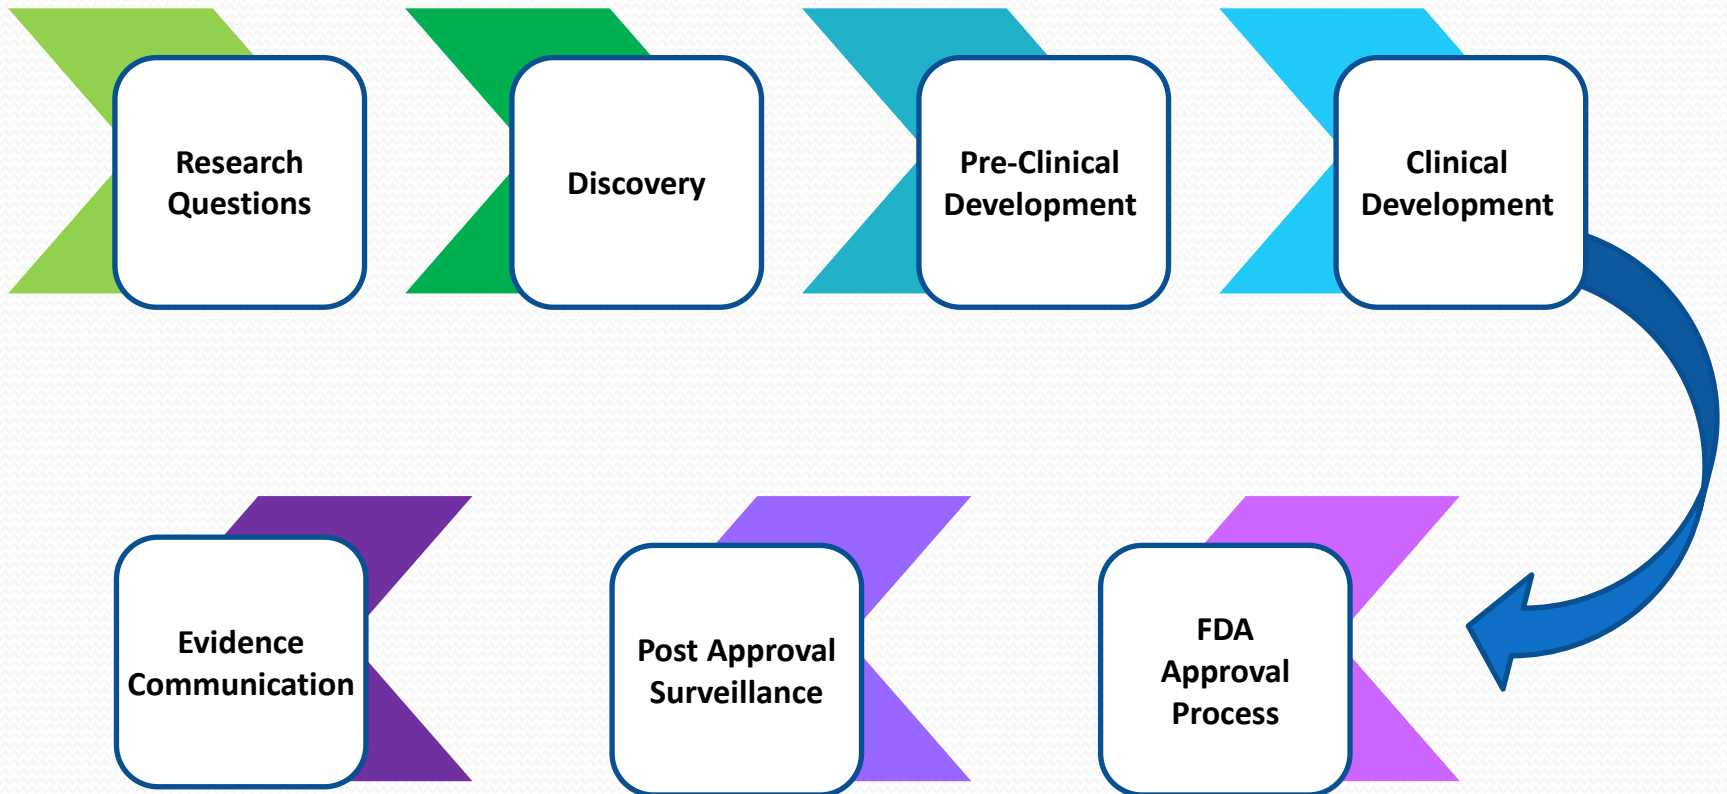 Research
Questions
Discovery
Pre-Clinical
Development
Clinical
Development
FDA
Approval
Process
Post Approval
Surveillance
Evidence
Communication